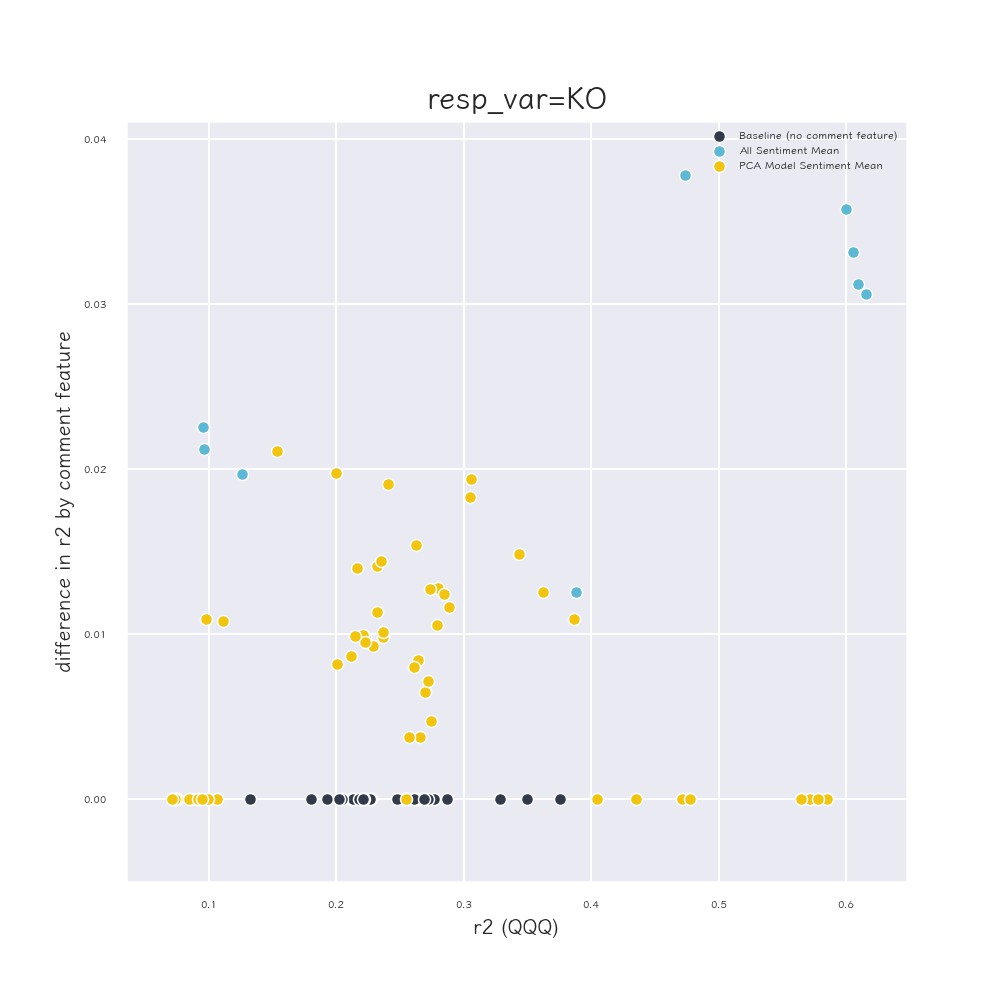 resp_var=KO
Baseline (no comment feature)
All Sentiment Mean
PCA Model Sentiment Mean
difference in r2 by comment feature
0.04
0.03
0.02
0.01
0.00
0.1 0.2 0.3 0.4 0.5 0.6
r2 (QQQ)